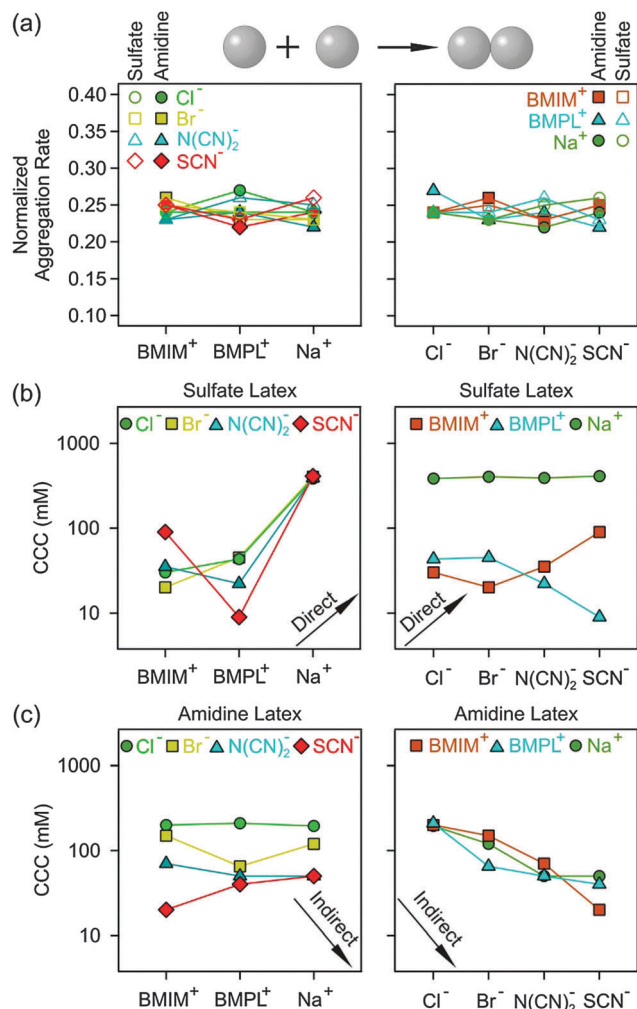 (a)
Sulfate
Amidine
+
Cl⁻
Br⁻
N(CN)₂⁻
SCN⁻
Amidine
Sulfate
BMIM⁺
BMPL⁺
Na⁺
Normalized
Aggregation Rate
0.40
0.35
0.30
0.25
0.20
0.15
0.10
BMIM⁺ BMPL⁺ Na⁺
Cl⁻ Br⁻ N(CN)₂⁻ SCN⁻
(b)
Sulfate Latex
Cl⁻ Br⁻ N(CN)₂⁻ SCN⁻
CCC (mM)
1000
100
10
Direct
BMIM⁺ BMPL⁺ Na⁺
Sulfate Latex
BMIM⁺ BMPL⁺ Na⁺
Direct
Cl⁻ Br⁻ N(CN)₂⁻ SCN⁻
(c)
Amidine Latex
Cl⁻ Br⁻ N(CN)₂⁻ SCN⁻
CCC (mM)
1000
100
10
Indirect
BMIM⁺ BMPL⁺ Na⁺
Amidine Latex
BMIM⁺ BMPL⁺ Na⁺
Indirect
Cl⁻ Br⁻ N(CN)₂⁻ SCN⁻